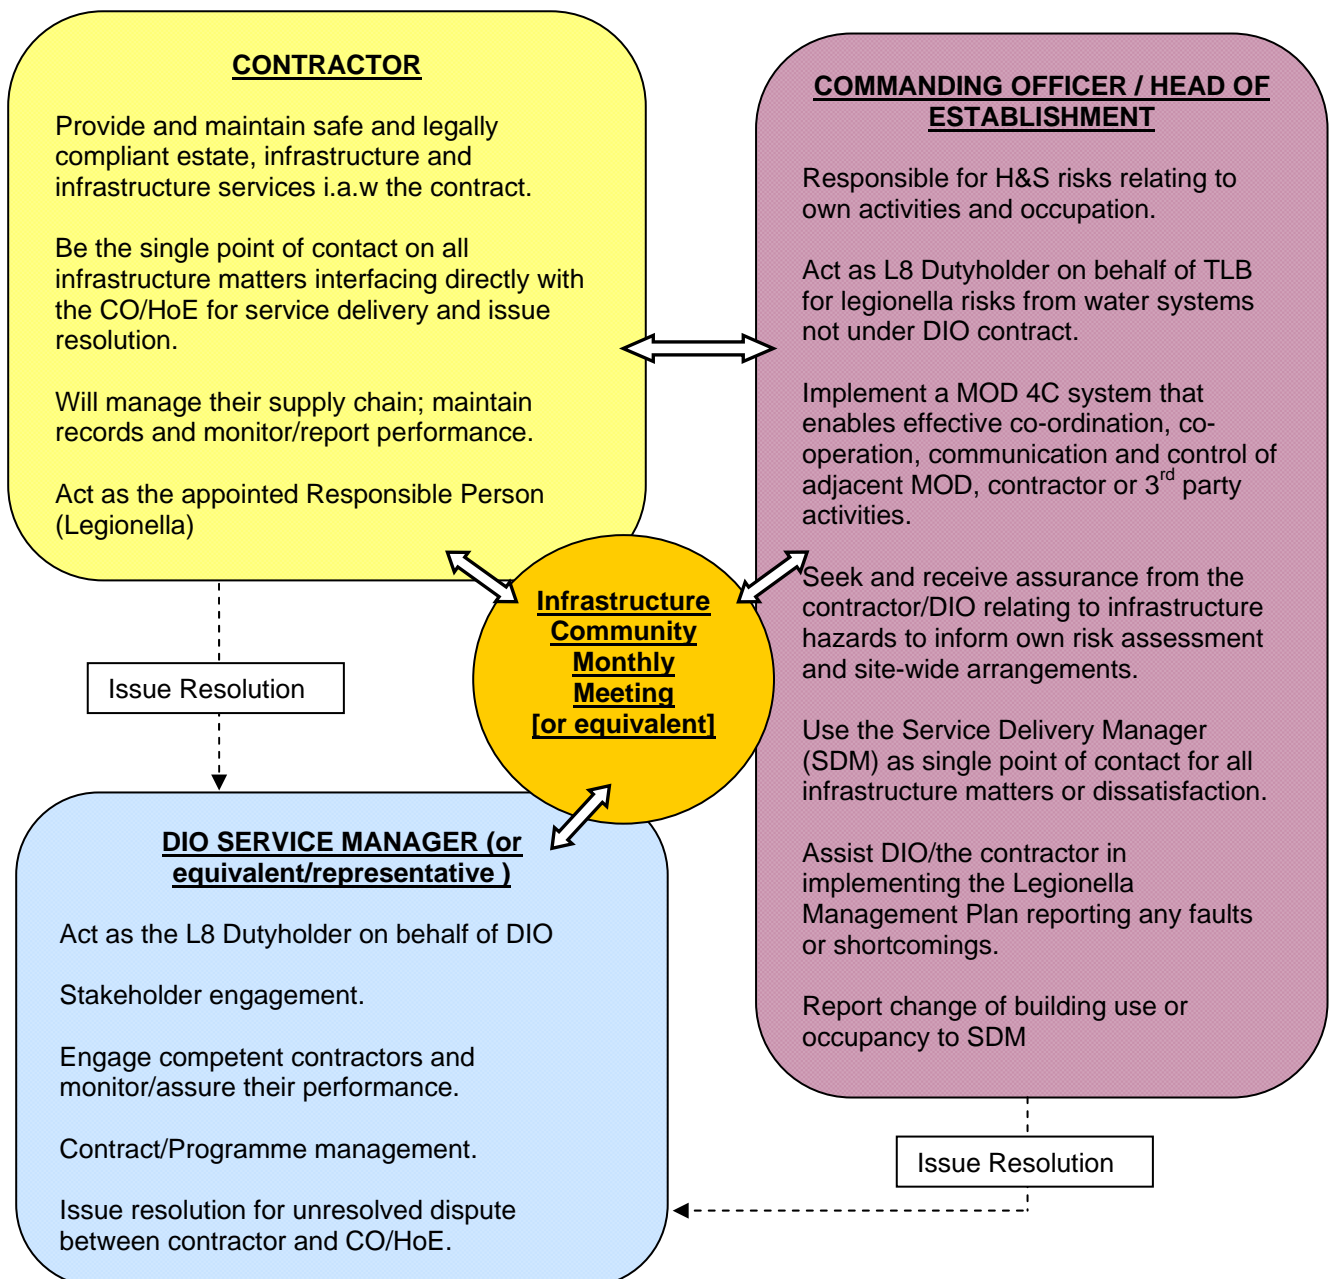 CONTRACTOR
Provide and maintain safe and legally
compliant estate, infrastructure and
infrastructure services i.a.w the contract.
Be the single point of contact on all
infrastructure matters interfacing directly with
the CO/HoE for service delivery and issue
resolution.
Will manage their supply chain; maintain
records and monitor/report performance.
Act as the appointed Responsible Person
(Legionella)
COMMANDING OFFICER / HEAD OF
ESTABLISHMENT
Responsible for H&S risks relating to
own activities and occupation.
Act as L8 Dutyholder on behalf of TLB
for legionella risks from water systems
not under DIO contract.
Implement a MOD 4C system that
enables effective co-ordination, co-
operation, communication and control of
adjacent MOD, contractor or 3rd party
activities.
Seek and receive assurance from the
contractor/DIO relating to infrastructure
hazards to inform own risk assessment
and site-wide arrangements.
Use the Service Delivery Manager
(SDM) as single point of contact for all
infrastructure matters or dissatisfaction.
Assist DIO/the contractor in
implementing the Legionella
Management Plan reporting any faults
or shortcomings.
Report change of building use or
occupancy to SDM
Infrastructure
Community
Monthly
Meeting
[or equivalent]
Issue Resolution
DIO SERVICE MANAGER (or
equivalent/representative )
Act as the L8 Dutyholder on behalf of DIO
Stakeholder engagement.
Engage competent contractors and
monitor/assure their performance.
Contract/Programme management.
Issue resolution for unresolved dispute
between contractor and CO/HoE.
Issue Resolution